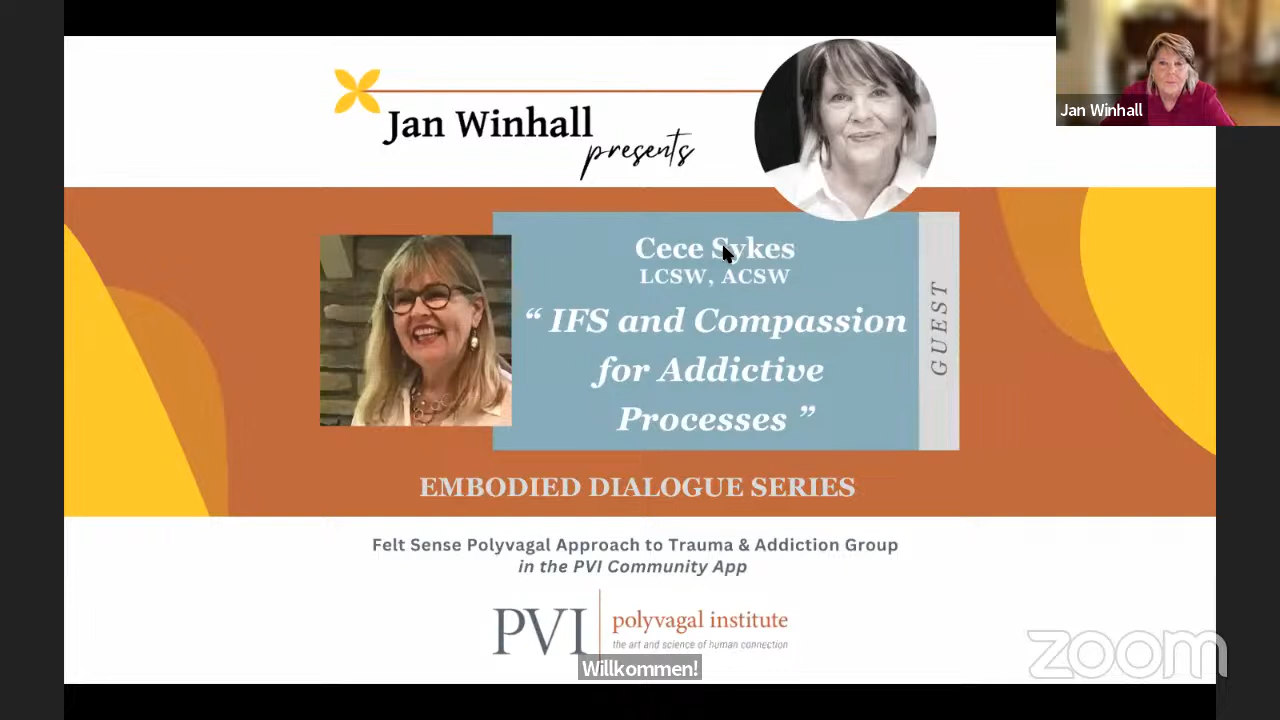 Jan Winhall
Jan Winhall
presents
Cece Sykes
LCSW, ACSW
“ IFS and Compassion
for Addictive
Processes ”
GUEST
EMBODIED DIALOGUE SERIES
Felt Sense Polyvagal Approach to Trauma & Addiction Group
in the PVI Community App
PVI
polyvagal institute
the art and science of human connection
Willkommen!
zoom